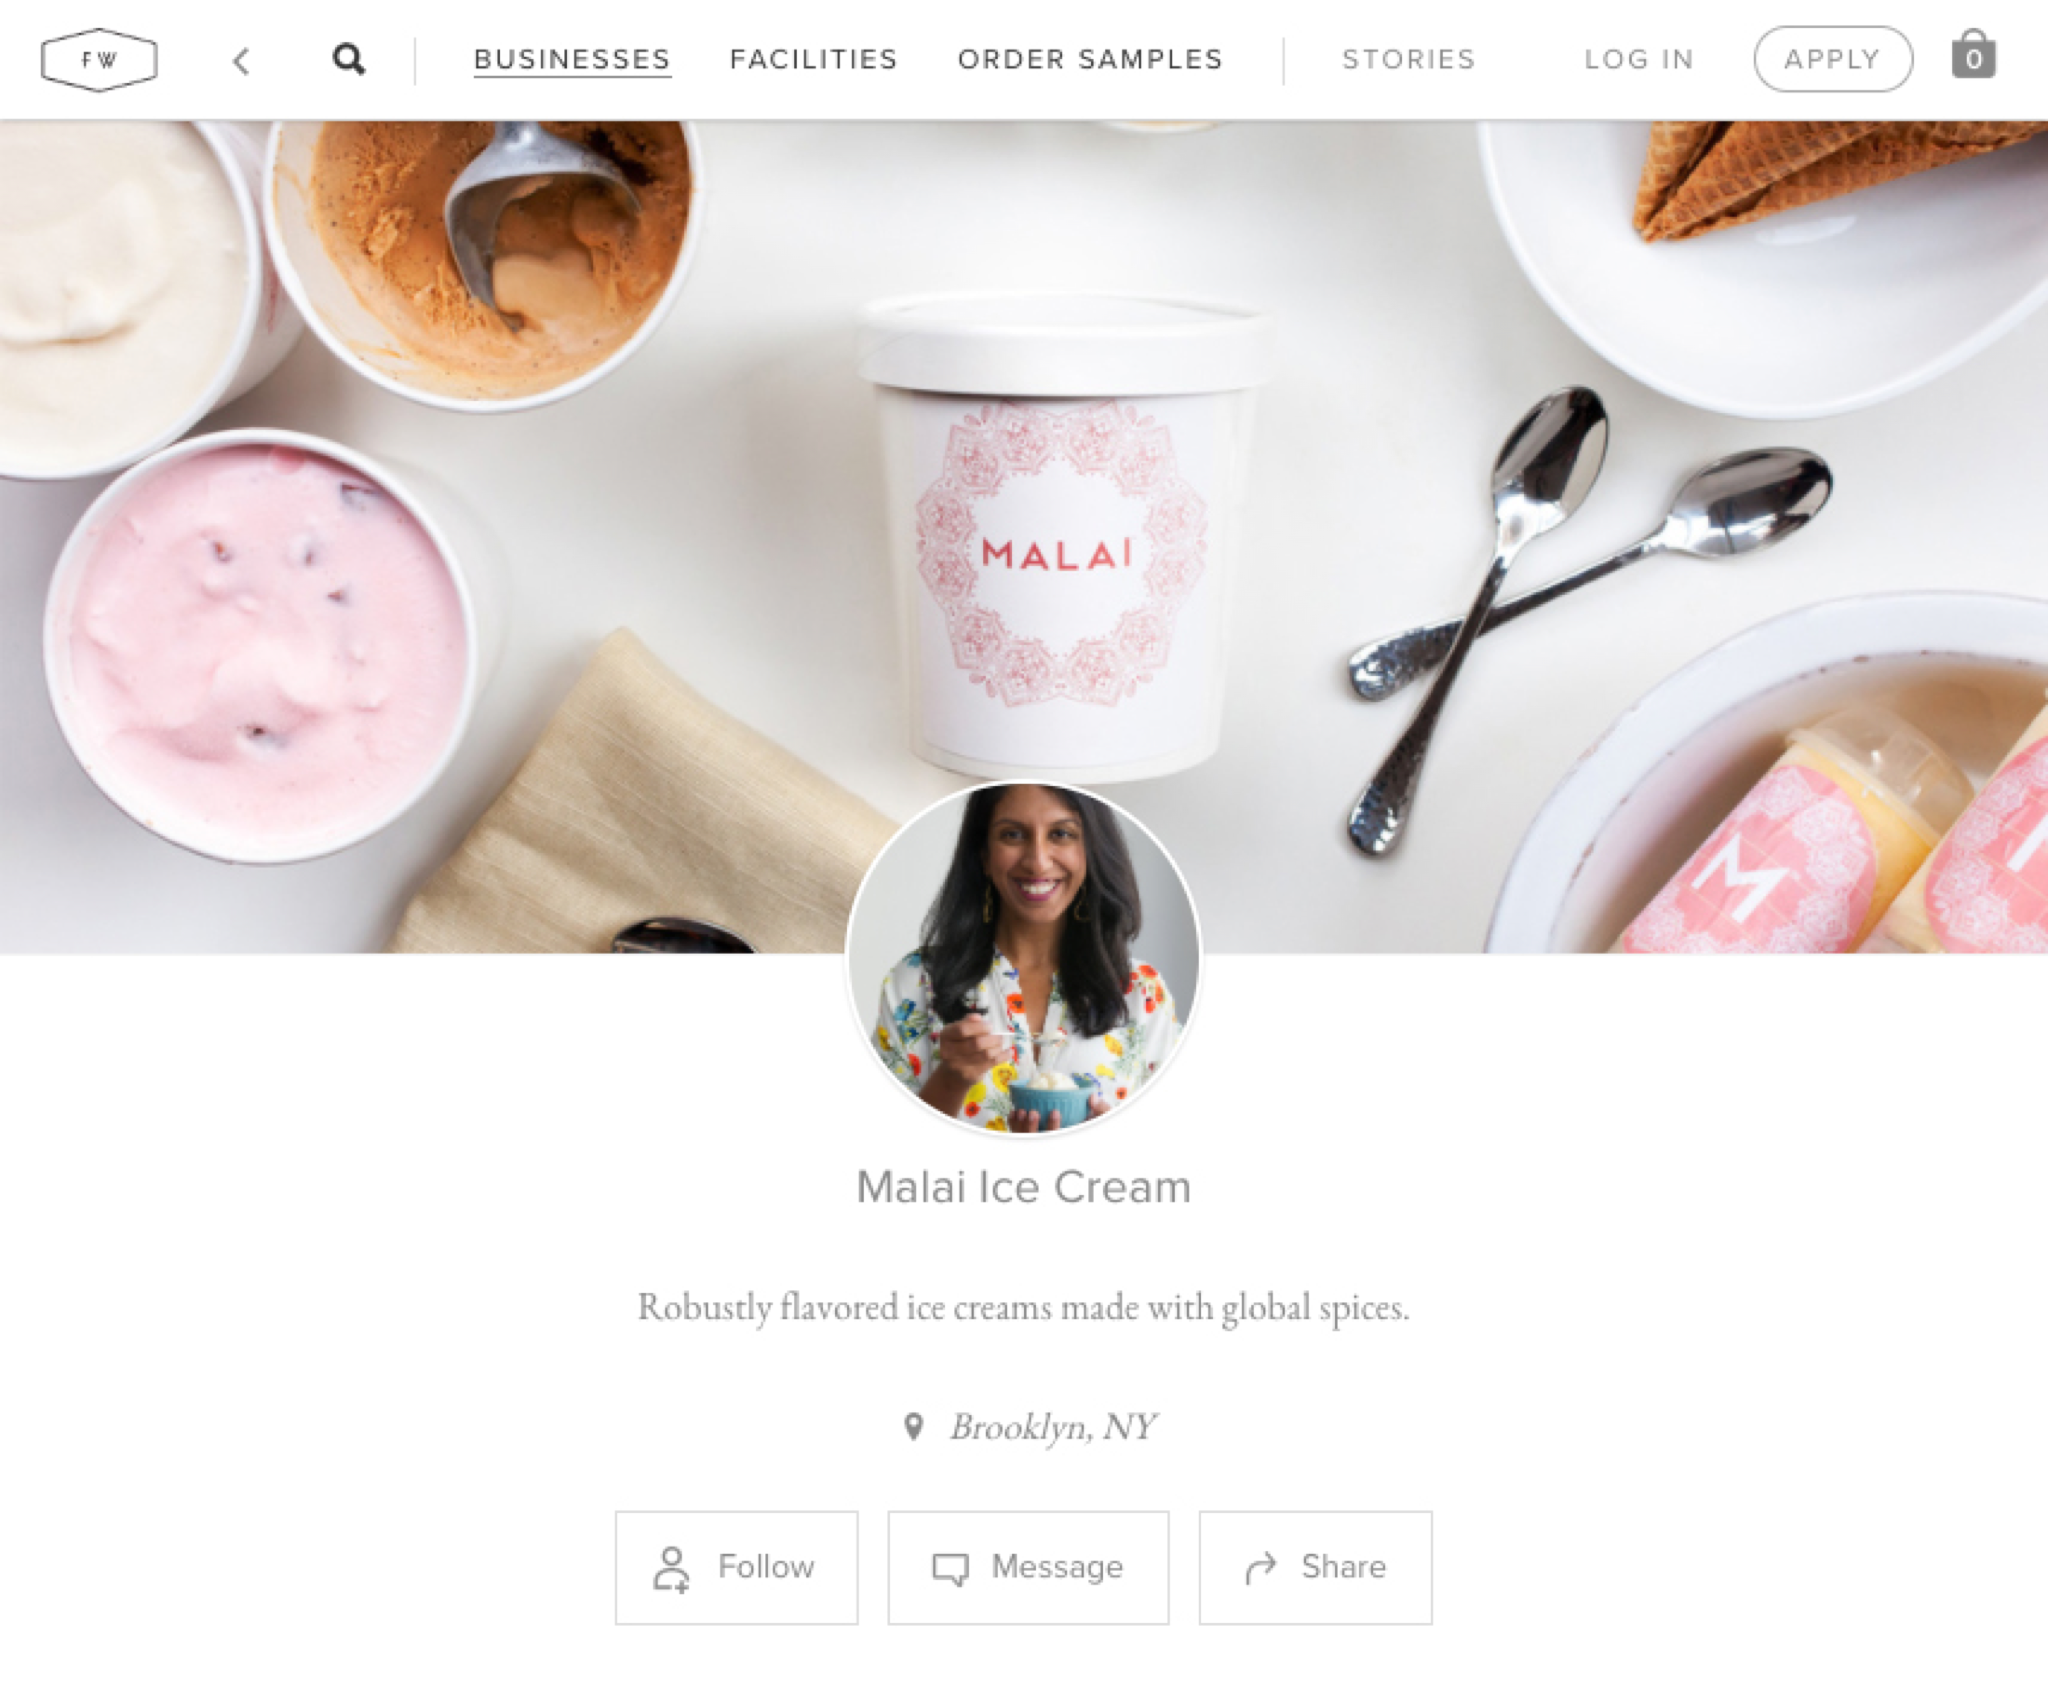 FW
BUSINESSES
FACILITIES
ORDER SAMPLES
STORIES
LOG IN
APPLY
0
MALAI
M
Malai Ice Cream
Robustly flavored ice creams made with global spices.
Brooklyn, NY
Follow
Message
Share